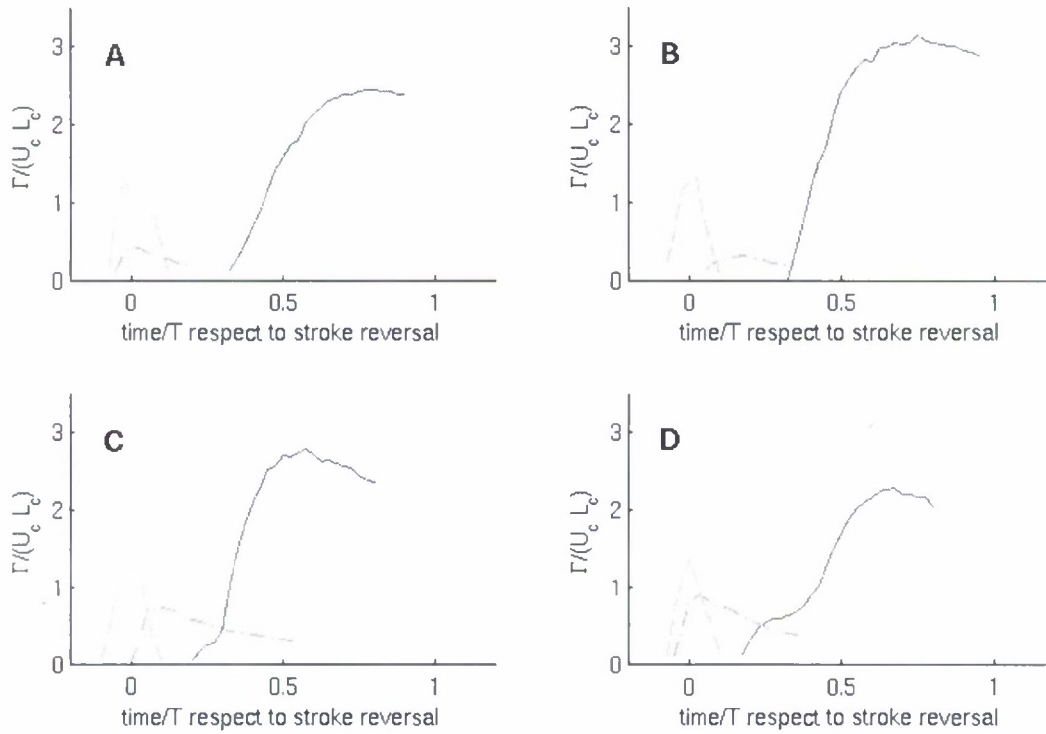 A
3
2
1
0
Γ/(U_c L_c)
0
0.5
1
time/T respect to stroke reversal
B
3
2
1
0
Γ/(U_c L_c)
0
0.5
1
time/T respect to stroke reversal
C
3
2
1
0
Γ/(U_c L_c)
0
0.5
1
time/T respect to stroke reversal
D
3
2
1
0
Γ/(U_c L_c)
0
0.5
1
time/T respect to stroke reversal